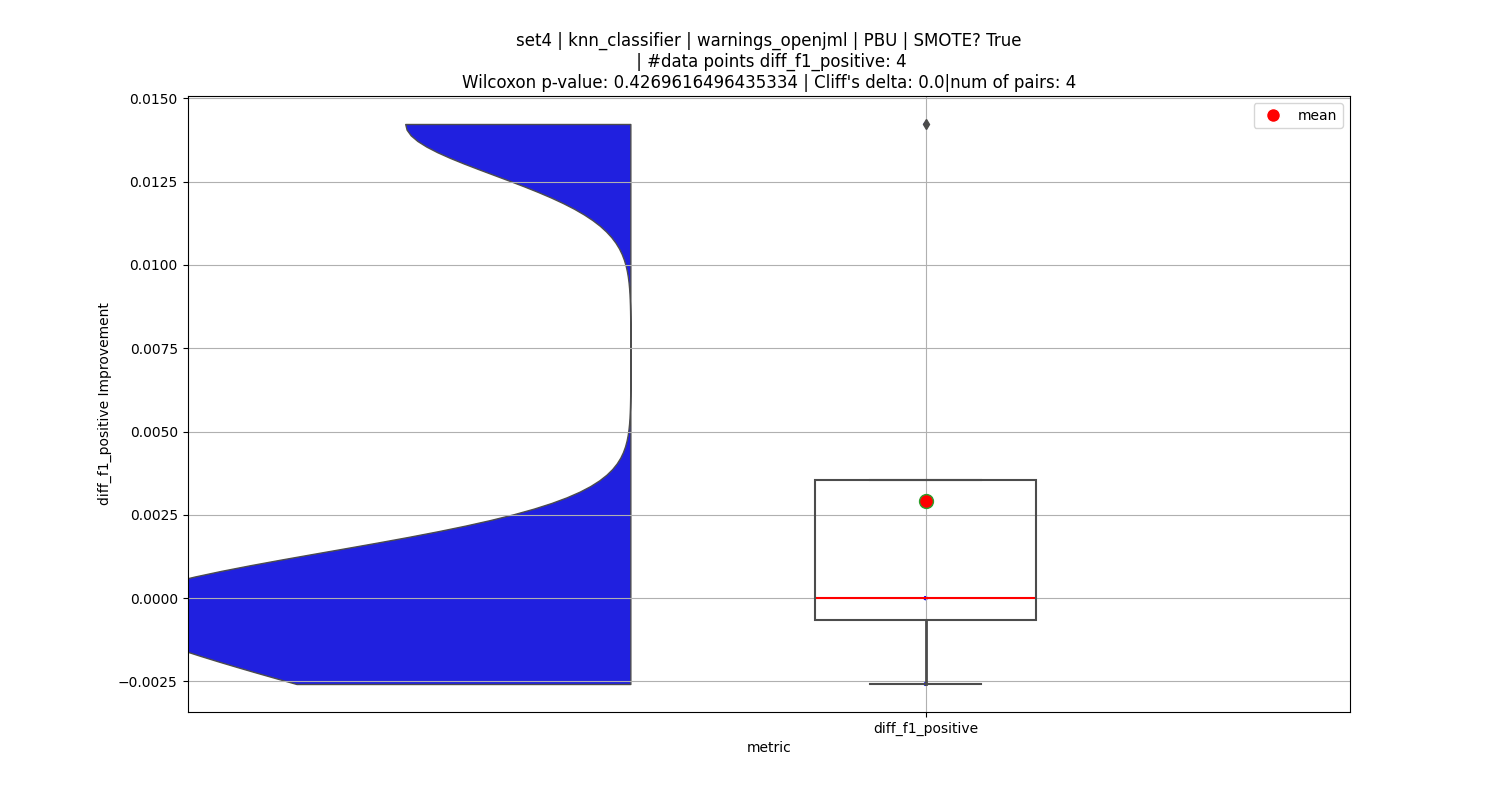 set4 | knn_classifier | warnings_openjml | PBU | SMOTE? True
| #data points diff_f1_positive: 4
Wilcoxon p-value: 0.4269616496435334 | Cliff's delta: 0.0|num of pairs: 4
mean
0.0150
0.0125
0.0100
0.0075
0.0050
0.0025
0.0000
−0.0025
diff_f1_positive Improvement
diff_f1_positive
metric